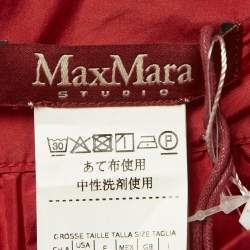 MaxMara
STUDIO
30 P
あて布使用
中性洗剤使用
GRÖSSE TAILLE TALLA SIZE TAGLIA
USA F MEX GB I